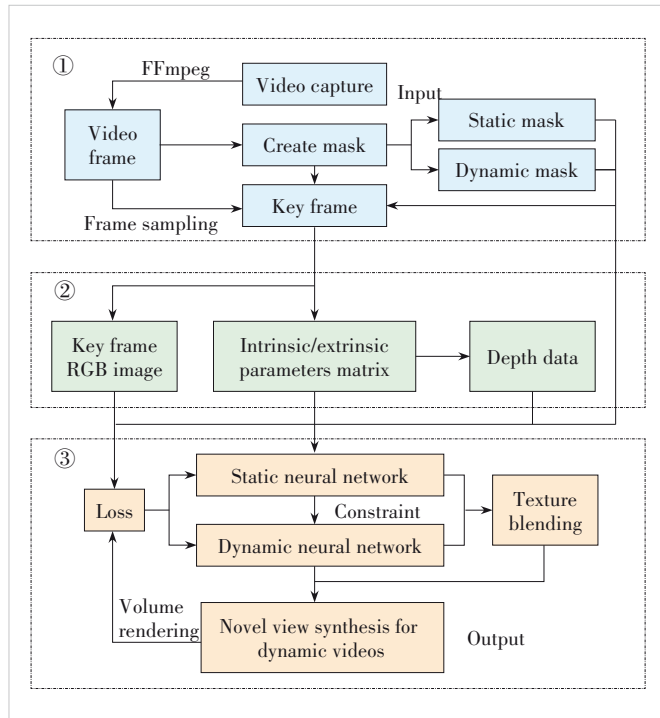 ①
FFmpeg
Video capture
Input
Video
frame
Create mask
Static mask
Dynamic mask
Key frame
Frame sampling
②
Key frame
RGB image
Intrinsic/extrinsic
parameters matrix
Depth data
③
Loss
Static neural network
Constraint
Dynamic neural network
Texture
blending
Volume
rendering
Novel view synthesis for
dynamic videos
Output